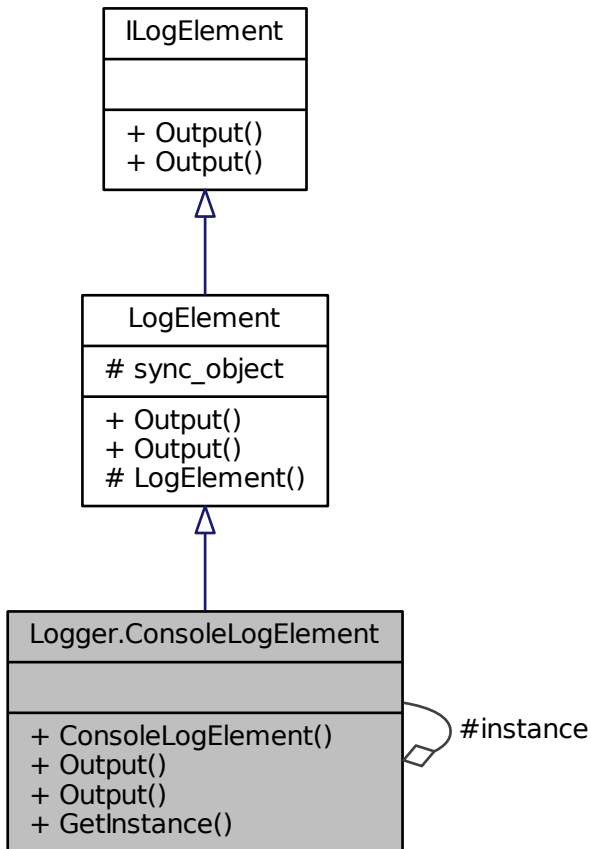 ILogElement
+ Output()
+ Output()
LogElement
# sync_object
+ Output()
+ Output()
# LogElement()
Logger.ConsoleLogElement
+ ConsoleLogElement()
+ Output()
+ Output()
+ GetInstance()
#instance